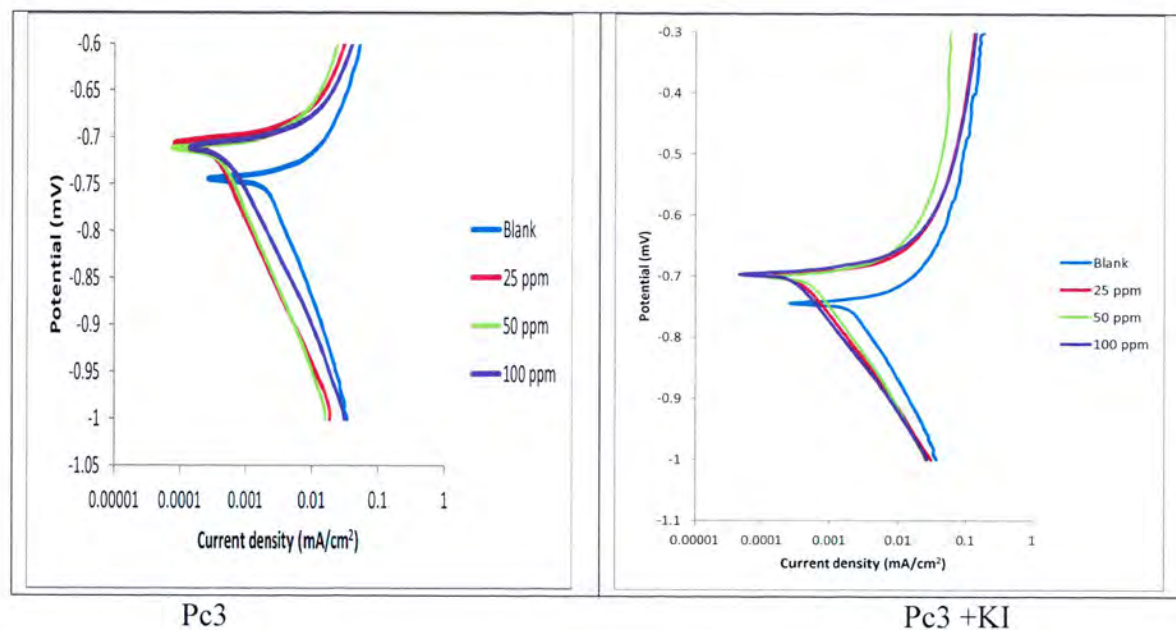 -0.6
-0.65
-0.7
-0.75
-0.8
-0.85
-0.9
-0.95
-1
-1.05
Potential (mV)
0.00001 0.0001 0.001 0.01 0.1 1
Current density (mA/cm²)
Blank
25 ppm
50 ppm
100 ppm
Pc3
-0.3
-0.4
-0.5
-0.6
-0.7
-0.8
-0.9
-1
-1.1
Potential (mV)
0.00001 0.0001 0.001 0.01 0.1 1
Current density (mA/cm²)
Blank
25 ppm
50 ppm
100 ppm
Pc3 +KI